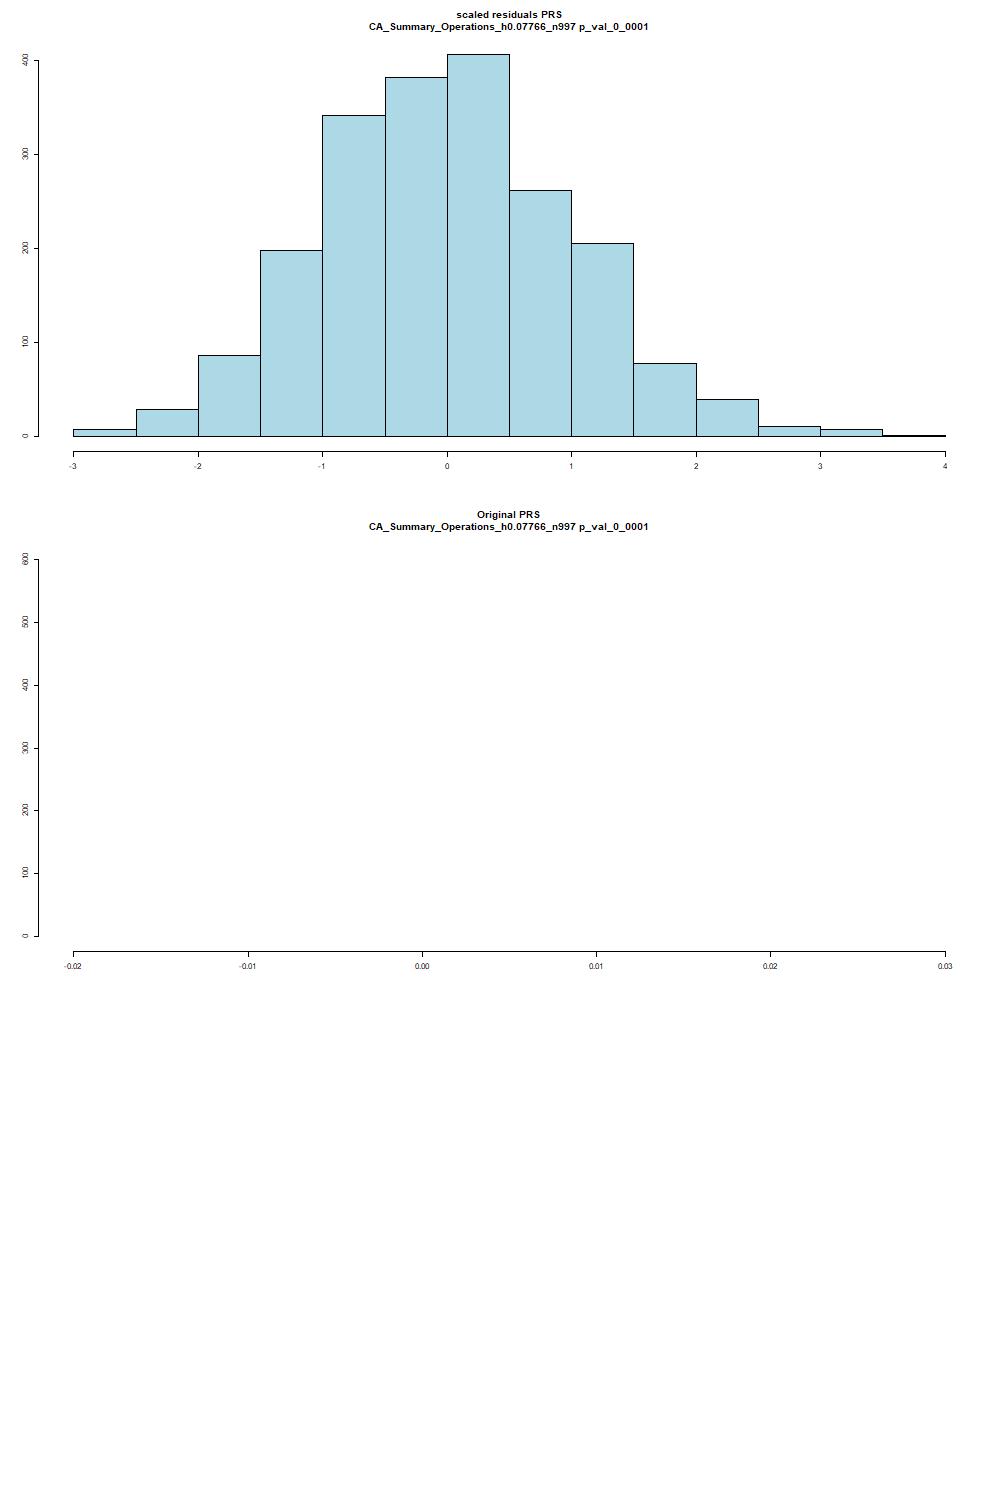 scaled residuals PRS
CA_Summary_Operations_h0.07766_n997 p_val_0_0001
400
300
200
100
0
-3 -2 -1 0 1 2 3 4
Original PRS
CA_Summary_Operations_h0.07766_n997 p_val_0_0001
600
500
400
300
200
100
0
-0.02 -0.01 0.00 0.01 0.02 0.03